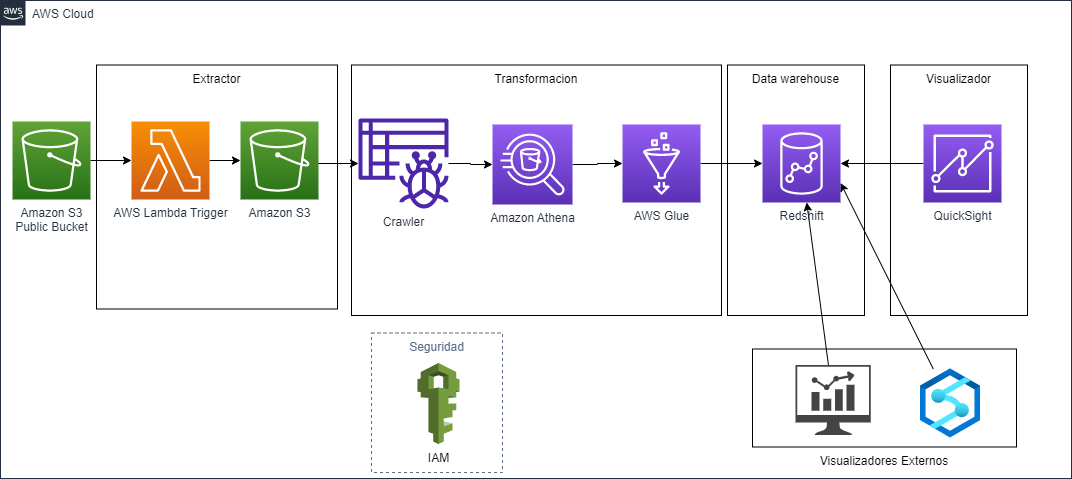 aws
AWS Cloud
Extractor
Transformacion
Data warehouse
Visualizador
Amazon S3
Public Bucket
AWS Lambda Trigger
Amazon S3
Crawler
Amazon Athena
AWS Glue
Redshift
QuickSight
Seguridad
IAM
Visualizadores Externos